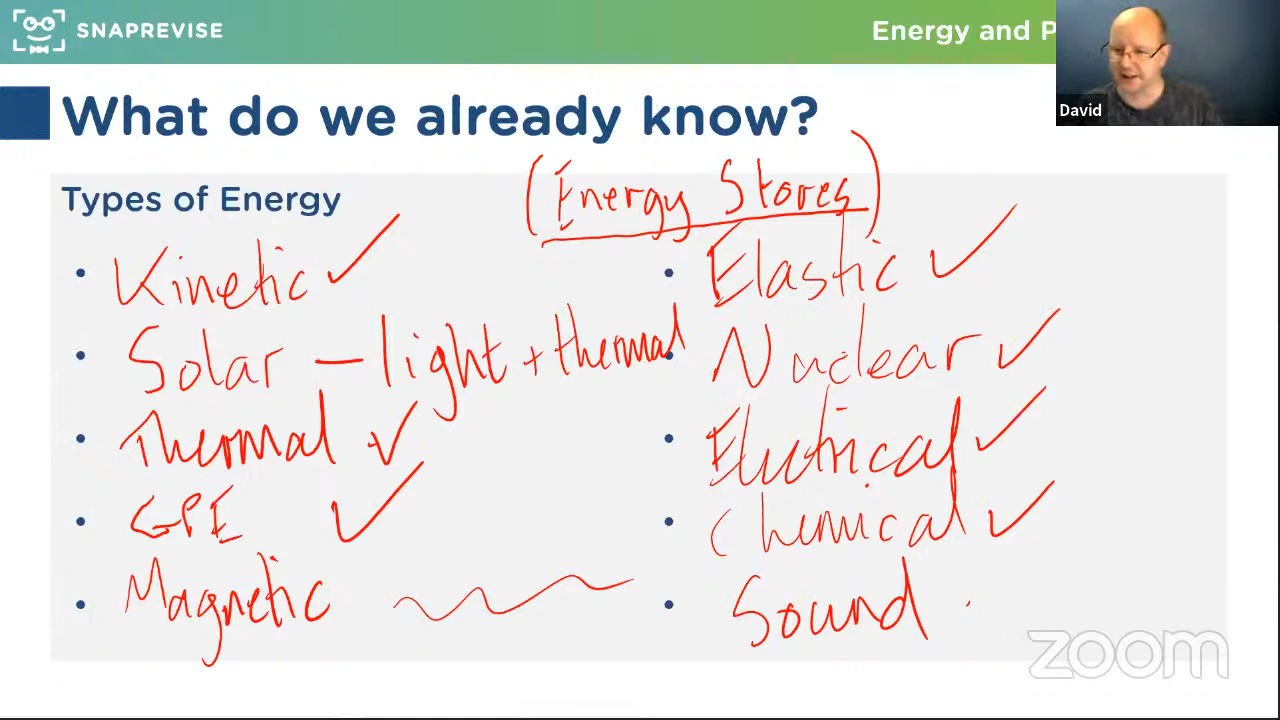 SNAPREVISE
Energy and P
David
What do we already know?
Types of Energy
(Energy Stores)
• Kinetic ✓
• Solar – light + thermal
• Thermal ✓
• GPE ✓
• Magnetic
• Elastic ✓
• Nuclear ✓
• Electrical ✓
• Chemical ✓
• Sound
zoom